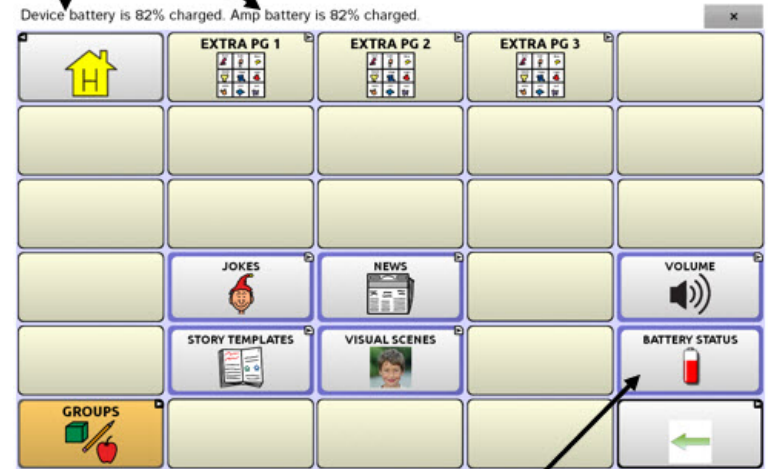 Device battery is 82% charged. Amp battery is 82% charged.
×
H
EXTRA PG 1
EXTRA PG 2
EXTRA PG 3
JOKES
NEWS
VOLUME
STORY TEMPLATES
VISUAL SCENES
BATTERY STATUS
GROUPS